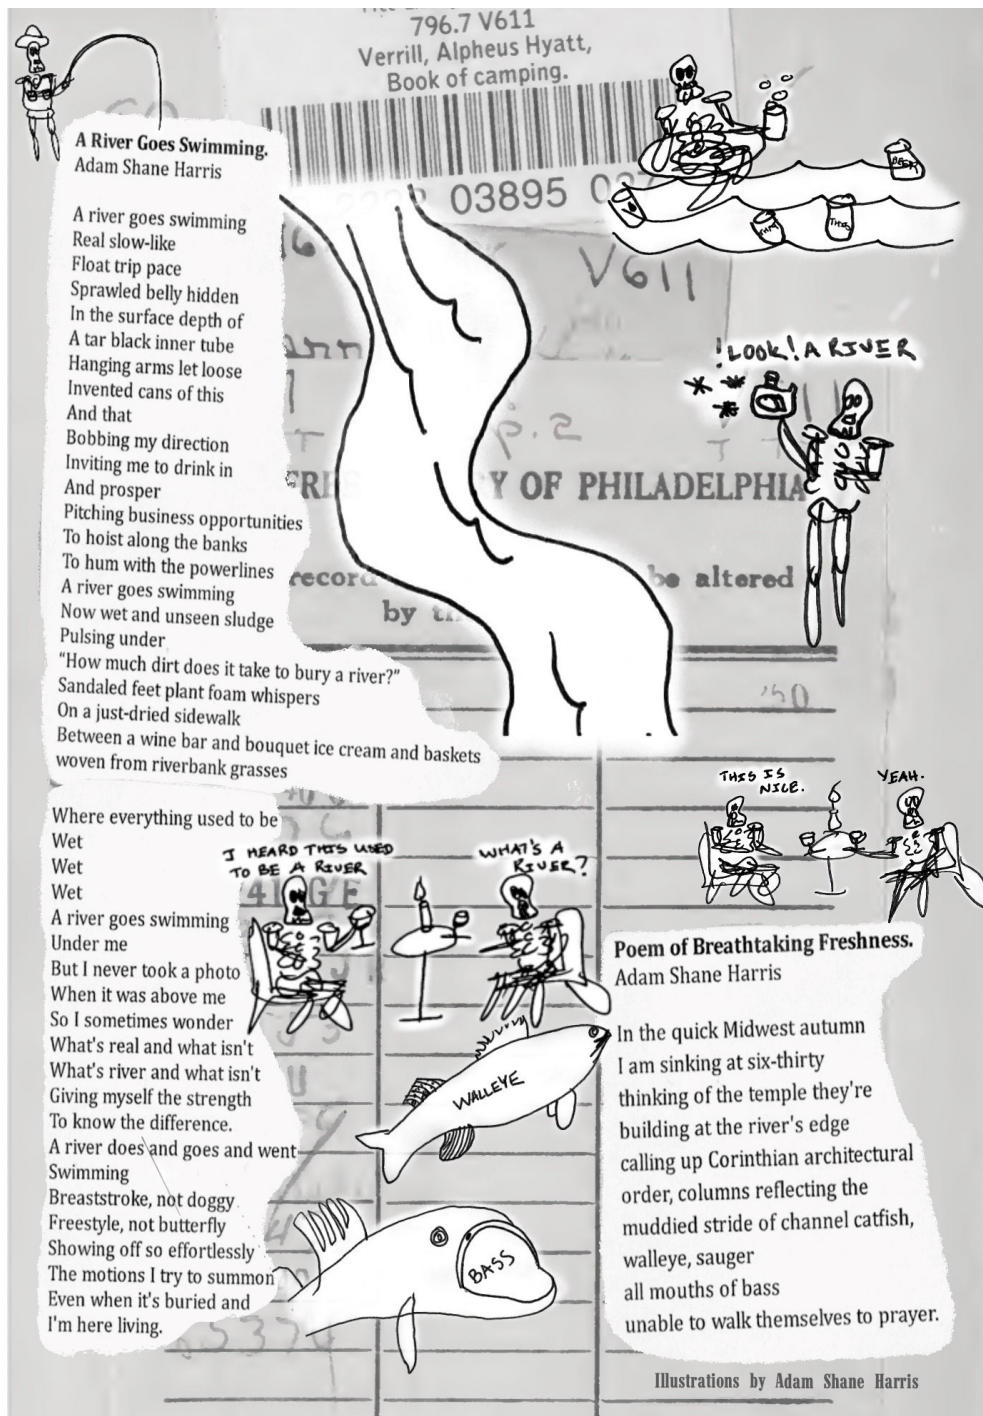 796.7 V611
Verrill, Alpheus Hyatt,
Book of camping.
03895
V611
p.2
Y OF PHILADELPHIA
record
be altered
by
A River Goes Swimming.
Adam Shane Harris
A river goes swimming
Real slow-like
Float trip pace
Sprawled belly hidden
In the surface depth of
A tar black inner tube
Hanging arms let loose
Invented cans of this
And that
Bobbing my direction
Inviting me to drink in
And prosper
Pitching business opportunities
To hoist along the banks
To hum with the powerlines
A river goes swimming
Now wet and unseen sludge
Pulsing under
“How much dirt does it take to bury a river?”
Sandaled feet plant foam whispers
On a just-dried sidewalk
Between a wine bar and bouquet ice cream and baskets
woven from riverbank grasses
Where everything used to be
Wet
Wet
Wet
A river goes swimming
Under me
But I never took a photo
When it was above me
So I sometimes wonder
What's real and what isn't
What's river and what isn't
Giving myself the strength
To know the difference.
A river does and goes and went
Swimming
Breaststroke, not doggy
Freestyle, not butterfly
Showing off so effortlessly
The motions I try to summon
Even when it's buried and
I'm here living.
BEER
THAT
THIS
!LOOK! A RIVER
THIS IS
NICE.
YEAH.
I HEARD THIS USED
TO BE A RIVER
WHAT'S A
RIVER?
WALLEYE
BASS
Poem of Breathtaking Freshness.
Adam Shane Harris
In the quick Midwest autumn
I am sinking at six-thirty
thinking of the temple they're
building at the river's edge
calling up Corinthian architectural
order, columns reflecting the
muddied stride of channel catfish,
walleye, sauger
all mouths of bass
unable to walk themselves to prayer.
Illustrations by Adam Shane Harris